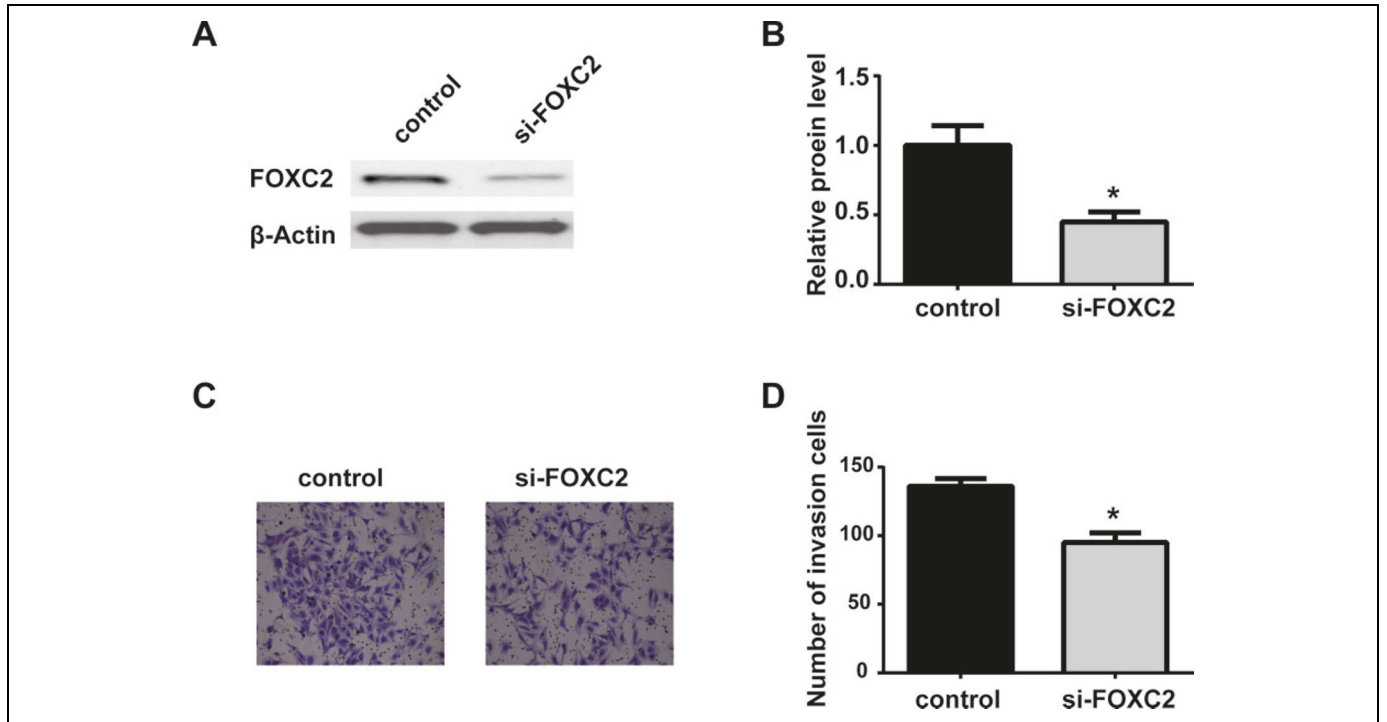 A
control
si-FOXC2
FOXC2
β-Actin
B
Relative proein level
1.5
1.0
0.5
0.0
*
control
si-FOXC2
C
control
si-FOXC2
D
Number of invasion cells
150
100
50
0
*
control
si-FOXC2